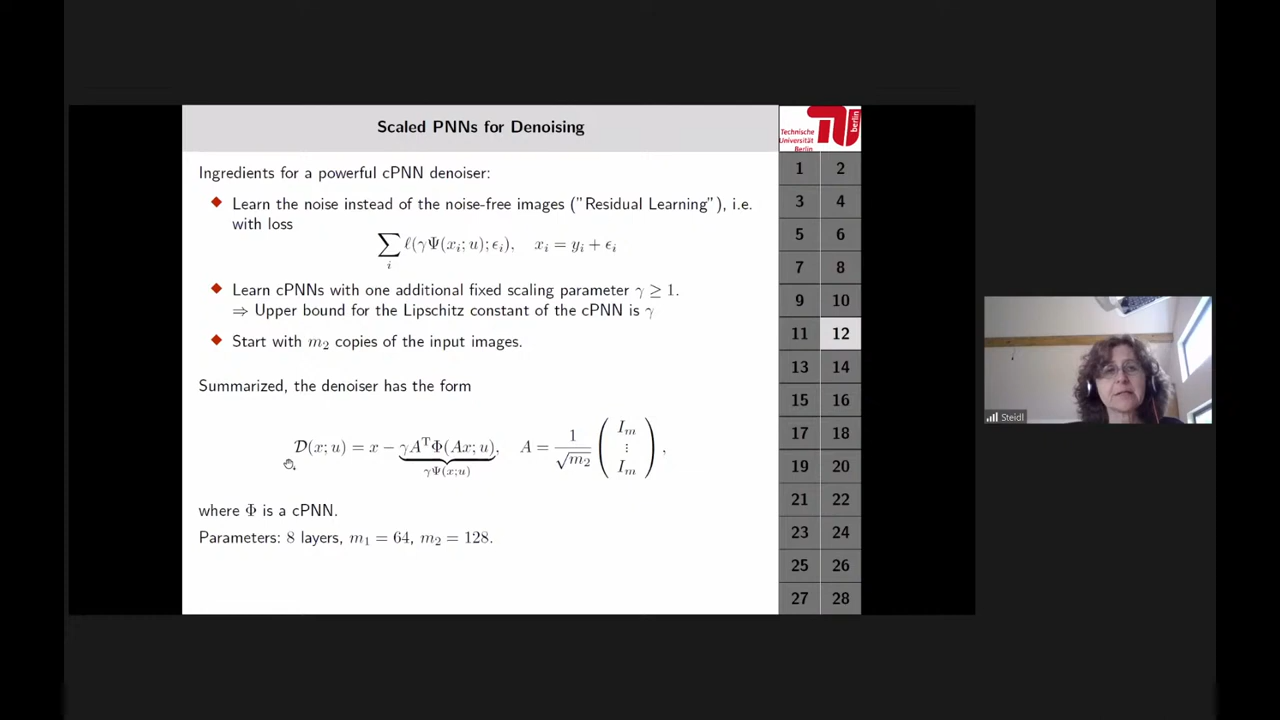 Scaled PNNs for Denoising
Technische
Universität
Berlin
berlin
Ingredients for a powerful cPNN denoiser:
Learn the noise instead of the noise-free images ("Residual Learning"), i.e.
with loss
∑_i ℓ(γΨ(x_i; u); ϵ_i), x_i = y_i + ϵ_i
Learn cPNNs with one additional fixed scaling parameter γ ≥ 1.
⇒ Upper bound for the Lipschitz constant of the cPNN is γ
Start with m_2 copies of the input images.
Summarized, the denoiser has the form
D(x; u) = x − γA^TΦ(Ax; u), A = 1/√m_2 ( I_m ⋮ I_m ),
γΨ(x;u)
where Φ is a cPNN.
Parameters: 8 layers, m_1 = 64, m_2 = 128.
1 2
3 4
5 6
7 8
9 10
11 12
13 14
15 16
17 18
19 20
21 22
23 24
25 26
27 28
Steidl